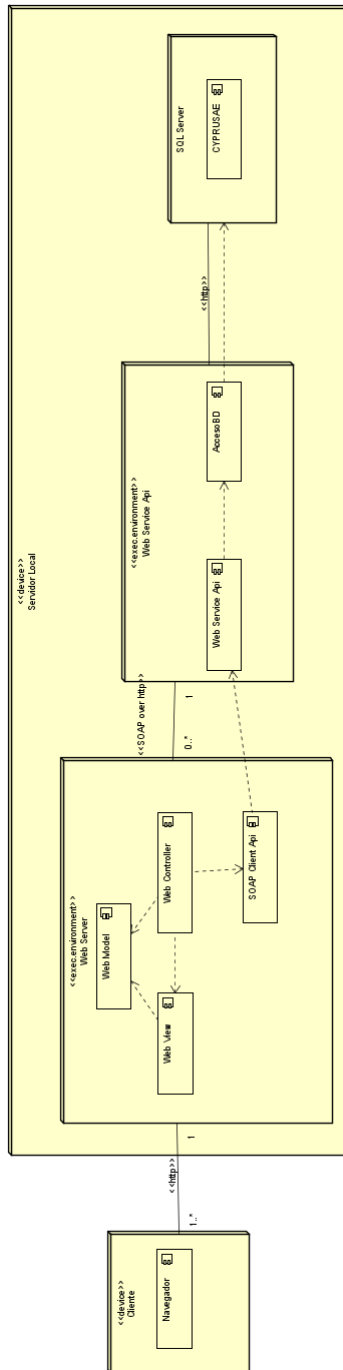 <<device>>
Servidor Local
<<device>>
Cliente
Navegador
<<http>>
1..*
1
<<exec.environment>>
Web Server
Web Model
Web View
Web Controller
SOAP Client Api
<<SOAP over http>>
0..*
1
<<exec.environment>>
Web Service Api
Web Service Api
AccesoBD
<<http>>
SQL Server
CYPRUSAE